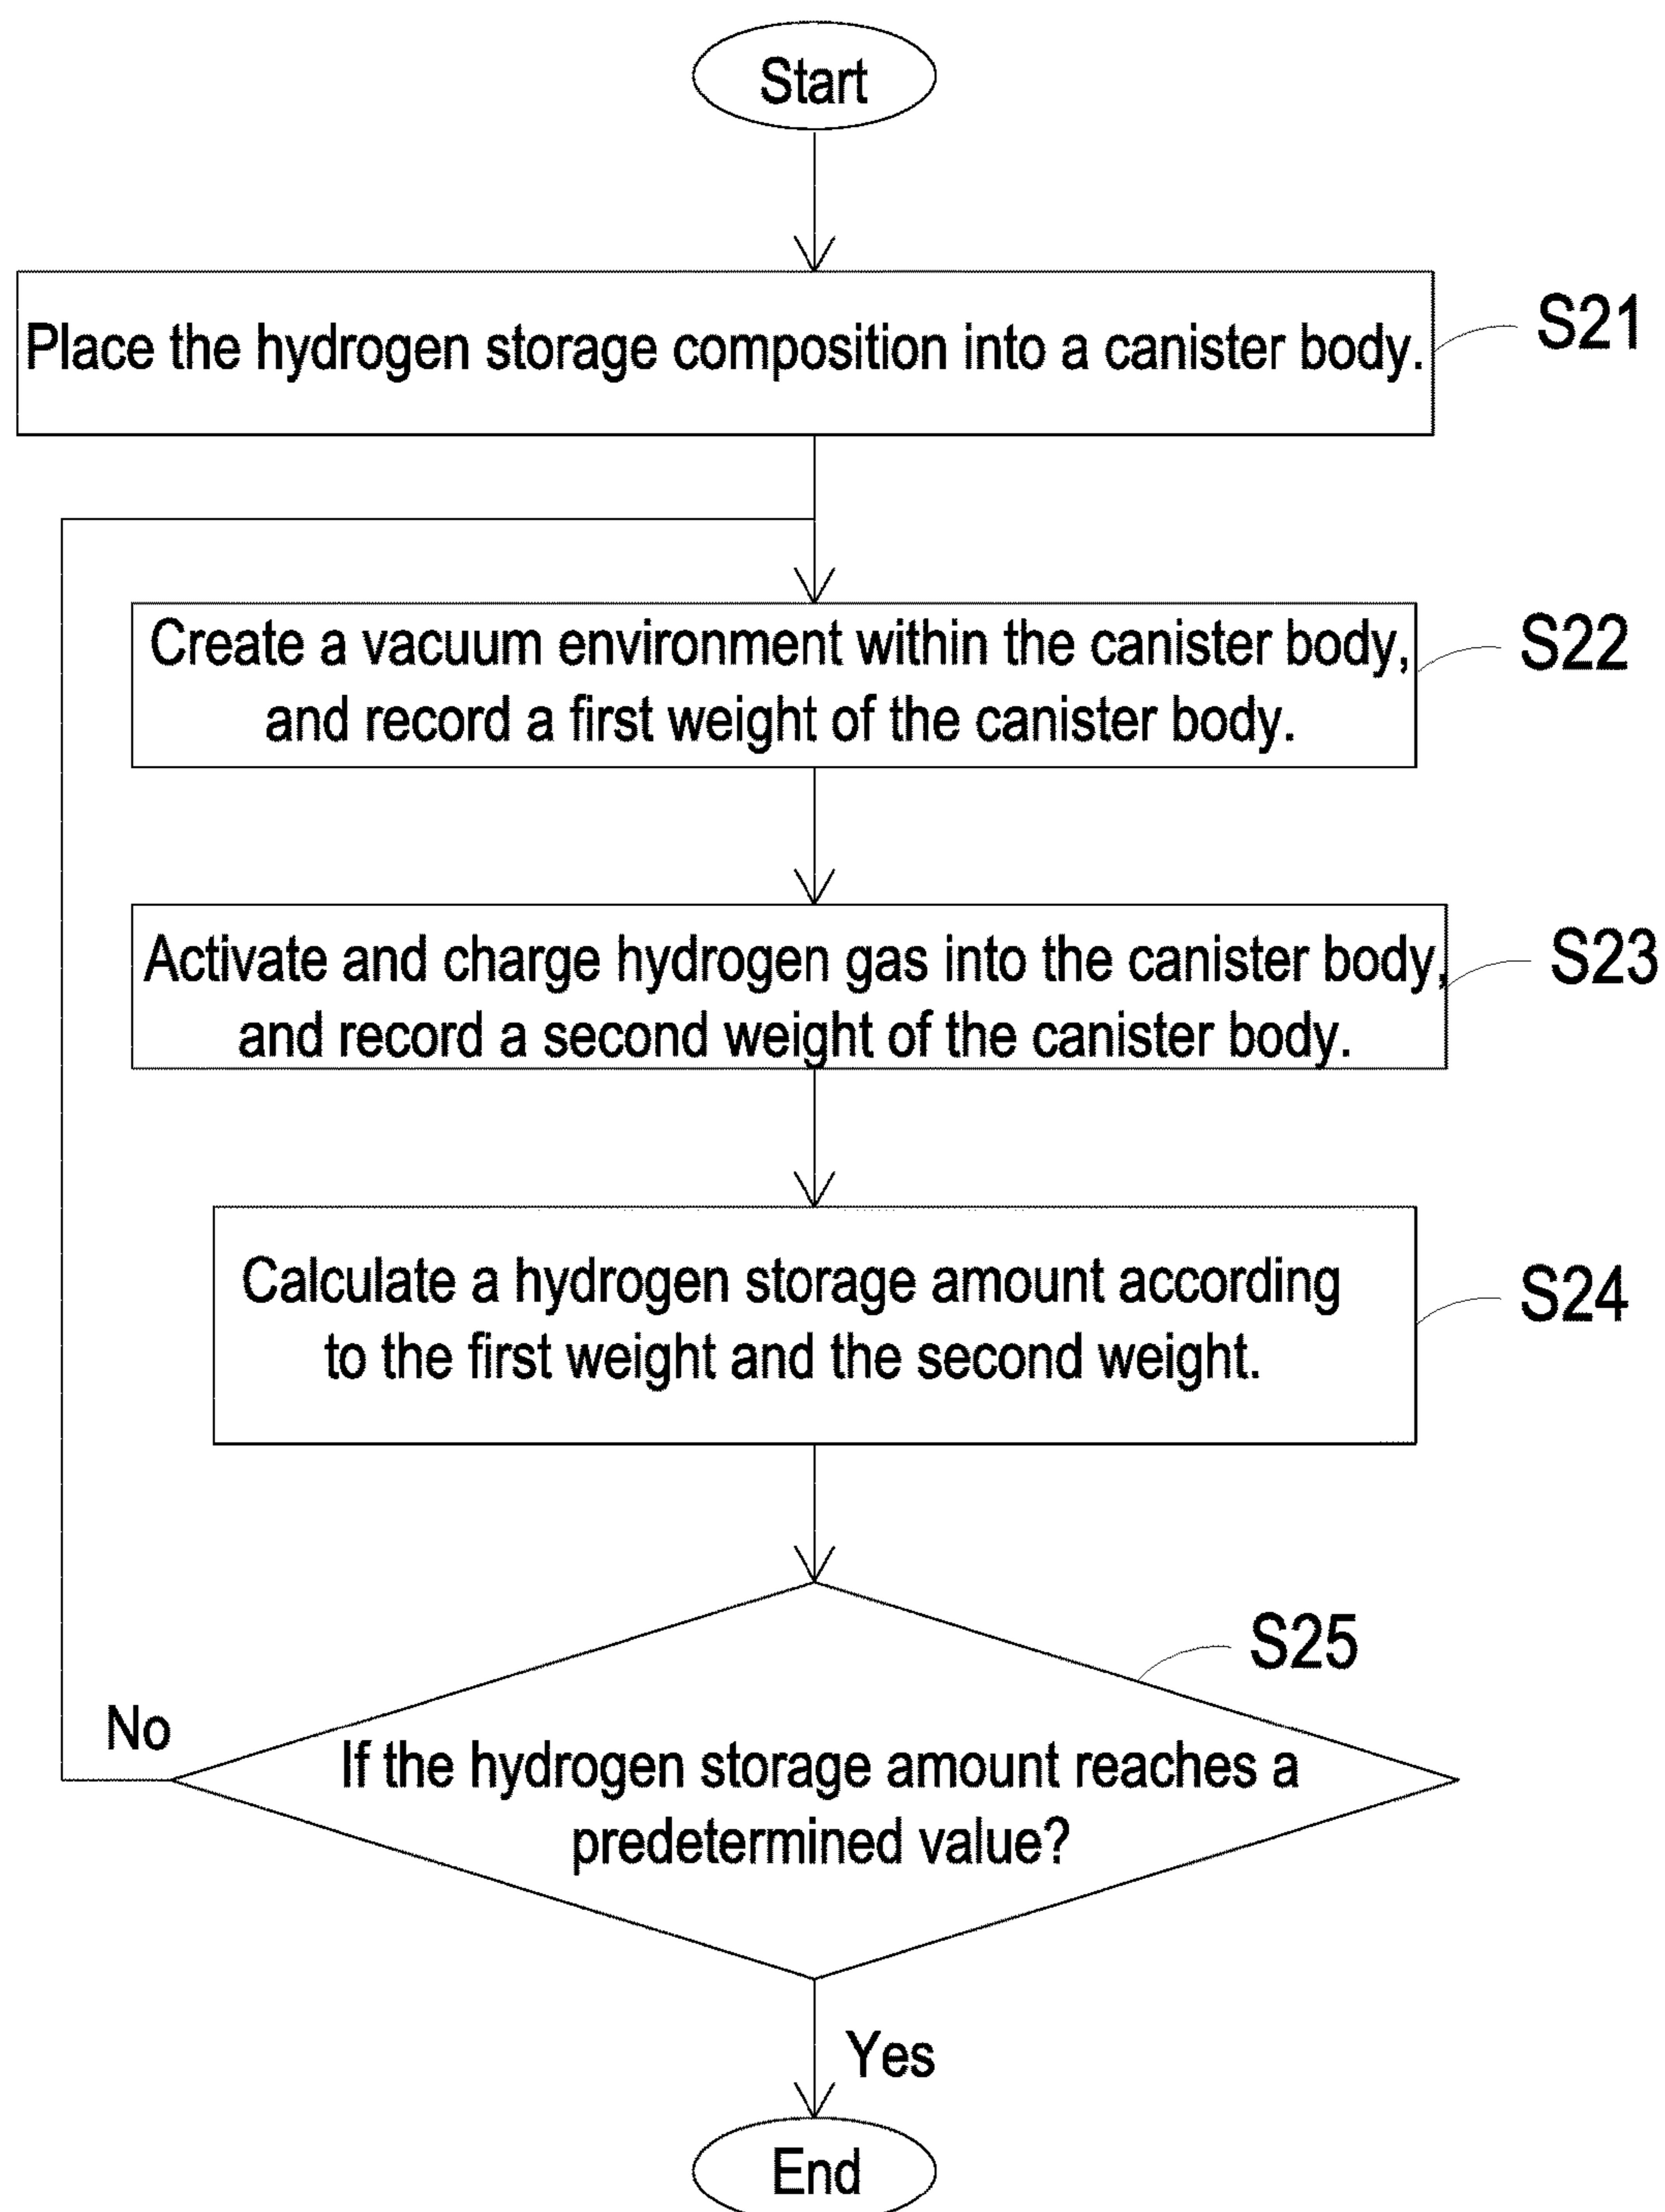 Start
Place the hydrogen storage composition into a canister body.
S21
Create a vacuum environment within the canister body,
and record a first weight of the canister body.
S22
Activate and charge hydrogen gas into the canister body,
and record a second weight of the canister body.
S23
Calculate a hydrogen storage amount according
to the first weight and the second weight.
S24
S25
No
If the hydrogen storage amount reaches a
predetermined value?
Yes
End